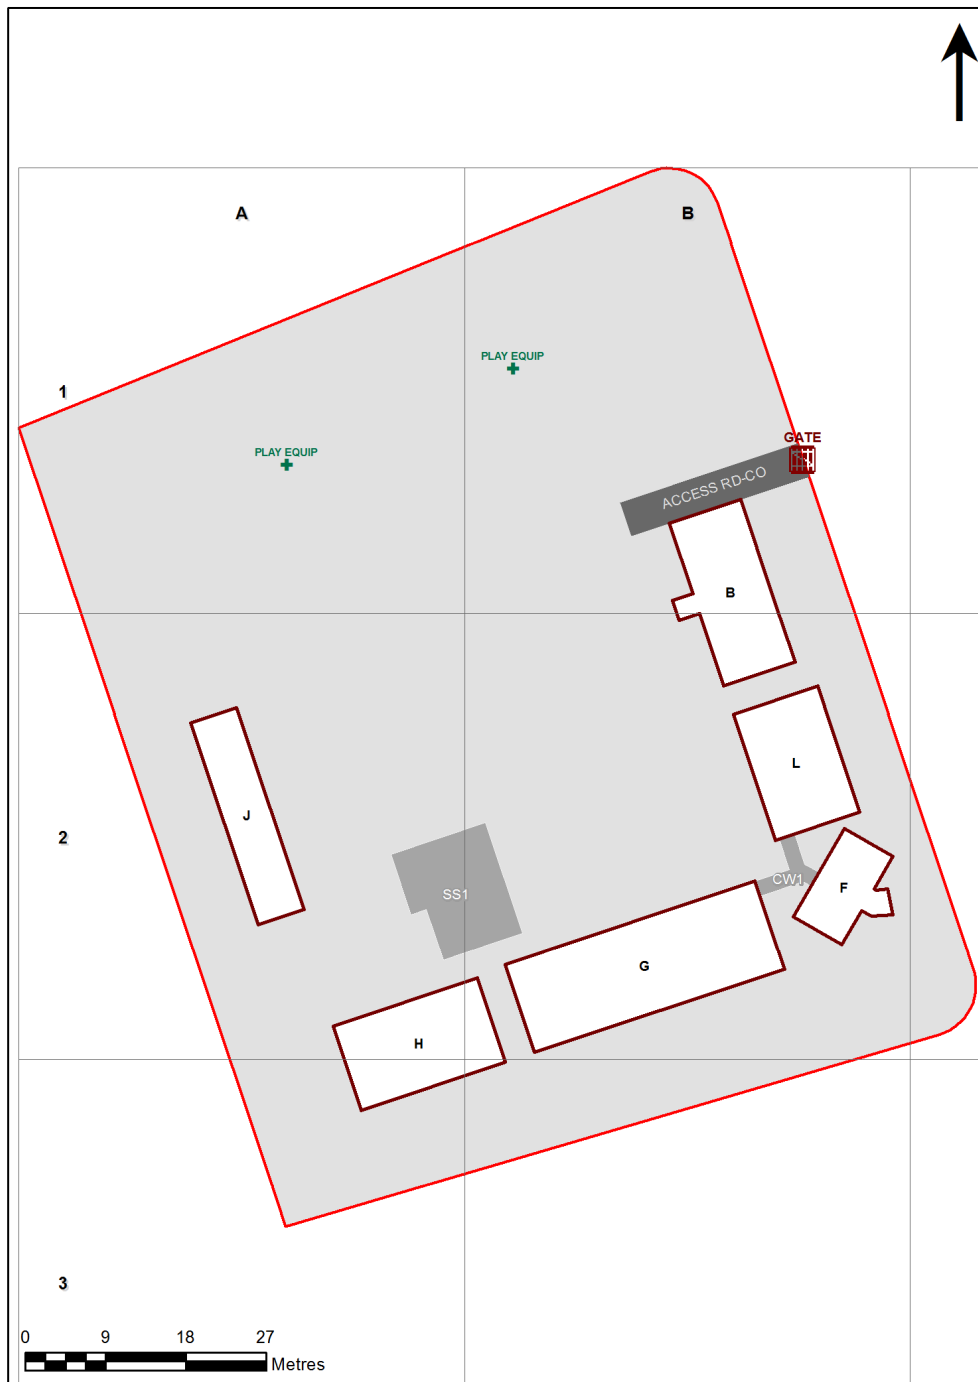 A
B
PLAY EQUIP
1
GATE
PLAY EQUIP
ACCESS RD-CO
B
L
J
2
CW1
F
SS1
G
H
3
0 9 18 27
Metres